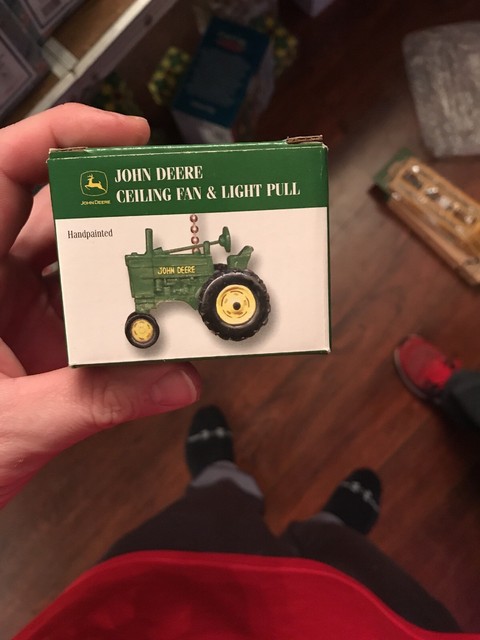 JOHN DEERE
CEILING FAN & LIGHT PULL
JOHN DEERE
Handpainted
JOHN DEERE